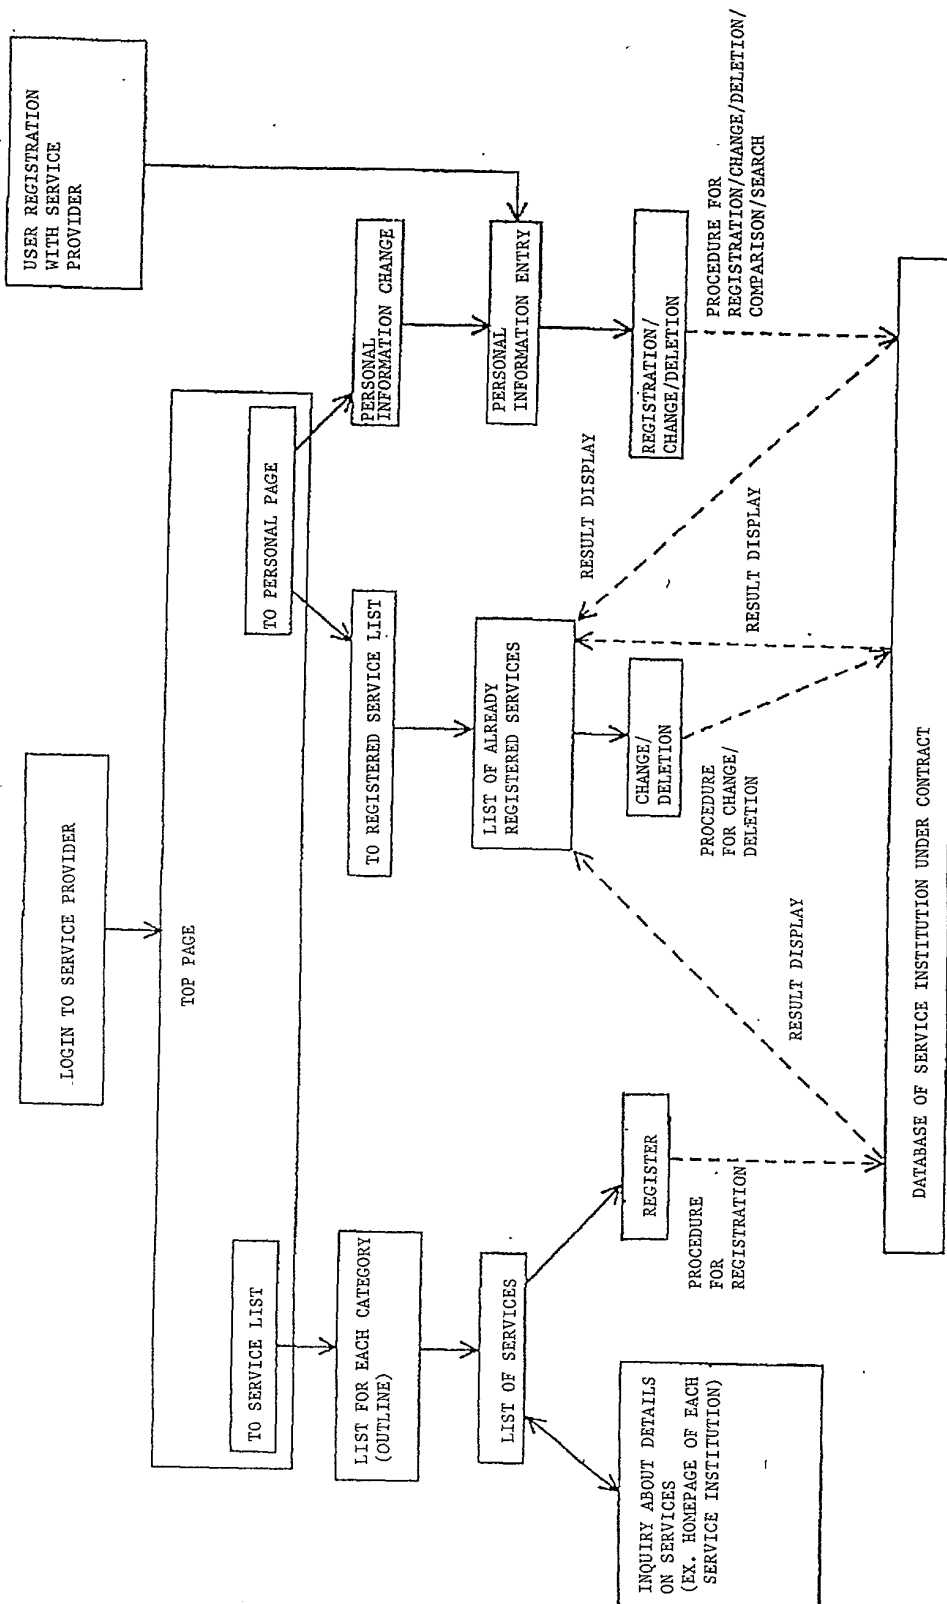 LOGIN TO SERVICE PROVIDER
USER REGISTRATION
WITH SERVICE
PROVIDER
TOP PAGE
TO SERVICE LIST
TO PERSONAL PAGE
LIST FOR EACH CATEGORY
(OUTLINE)
TO REGISTERED SERVICE LIST
PERSONAL
INFORMATION CHANGE
LIST OF SERVICES
LIST OF ALREADY
REGISTERED SERVICES
PERSONAL
INFORMATION ENTRY
INQUIRY ABOUT DETAILS
ON SERVICES
(EX. HOMEPAGE OF EACH
SERVICE INSTITUTION)
REGISTER
CHANGE/
DELETION
REGISTRATION/
CHANGE/DELETION
RESULT DISPLAY
PROCEDURE
FOR
REGISTRATION
RESULT DISPLAY
PROCEDURE
FOR CHANGE/
DELETION
RESULT DISPLAY
PROCEDURE FOR
REGISTRATION/CHANGE/DELETION/
COMPARISON/SEARCH
DATABASE OF SERVICE INSTITUTION UNDER CONTRACT